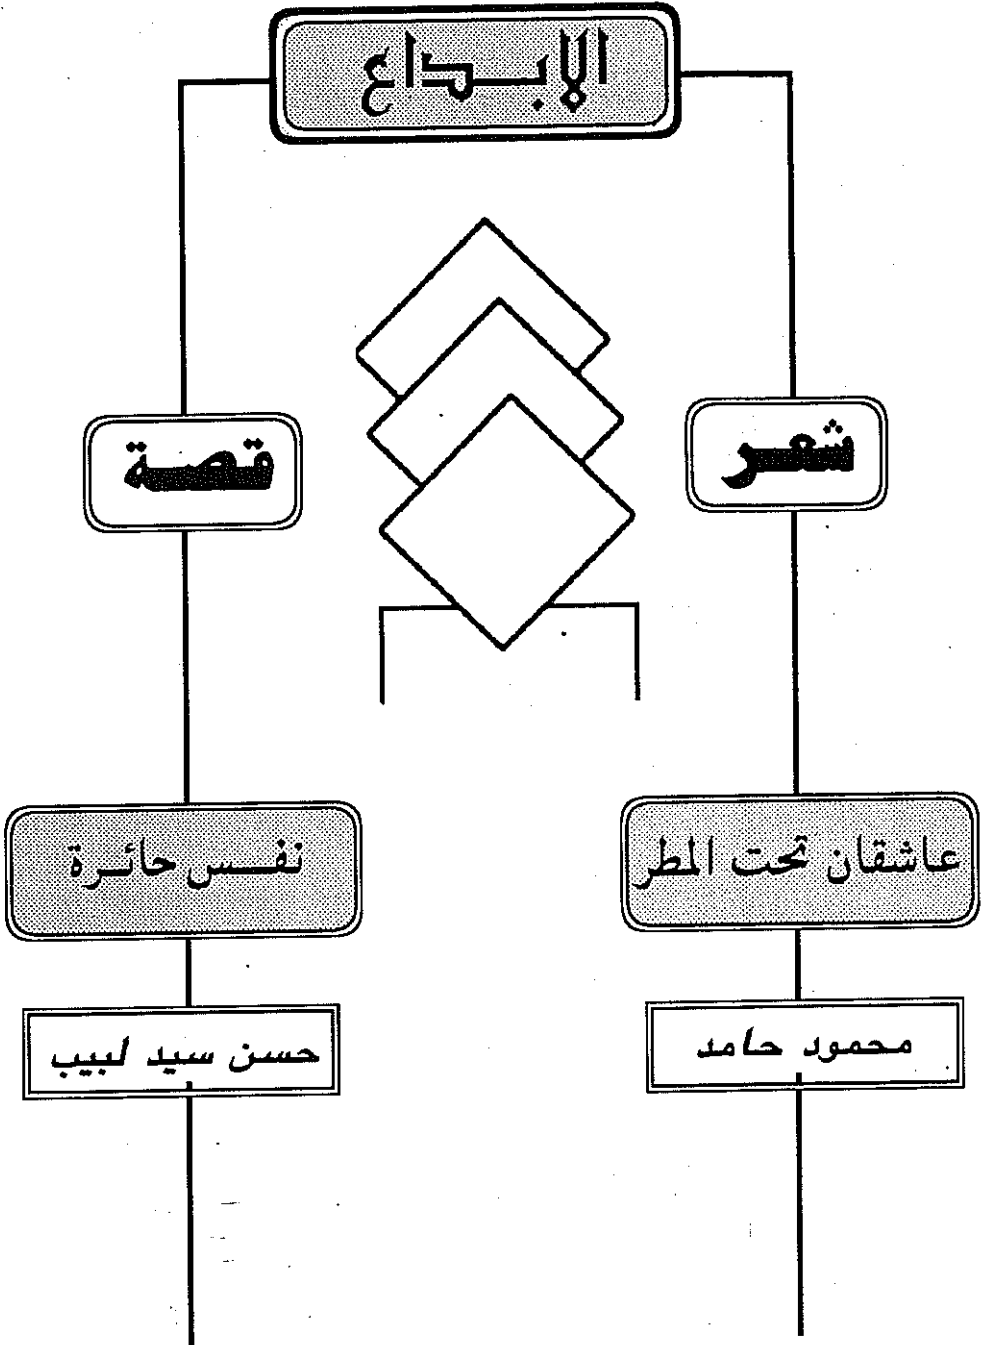 الإبداع
شعر
قصة
عاشقان تحت المطر
نفس حائرة
محمود حامد
حسن سيد لبيب